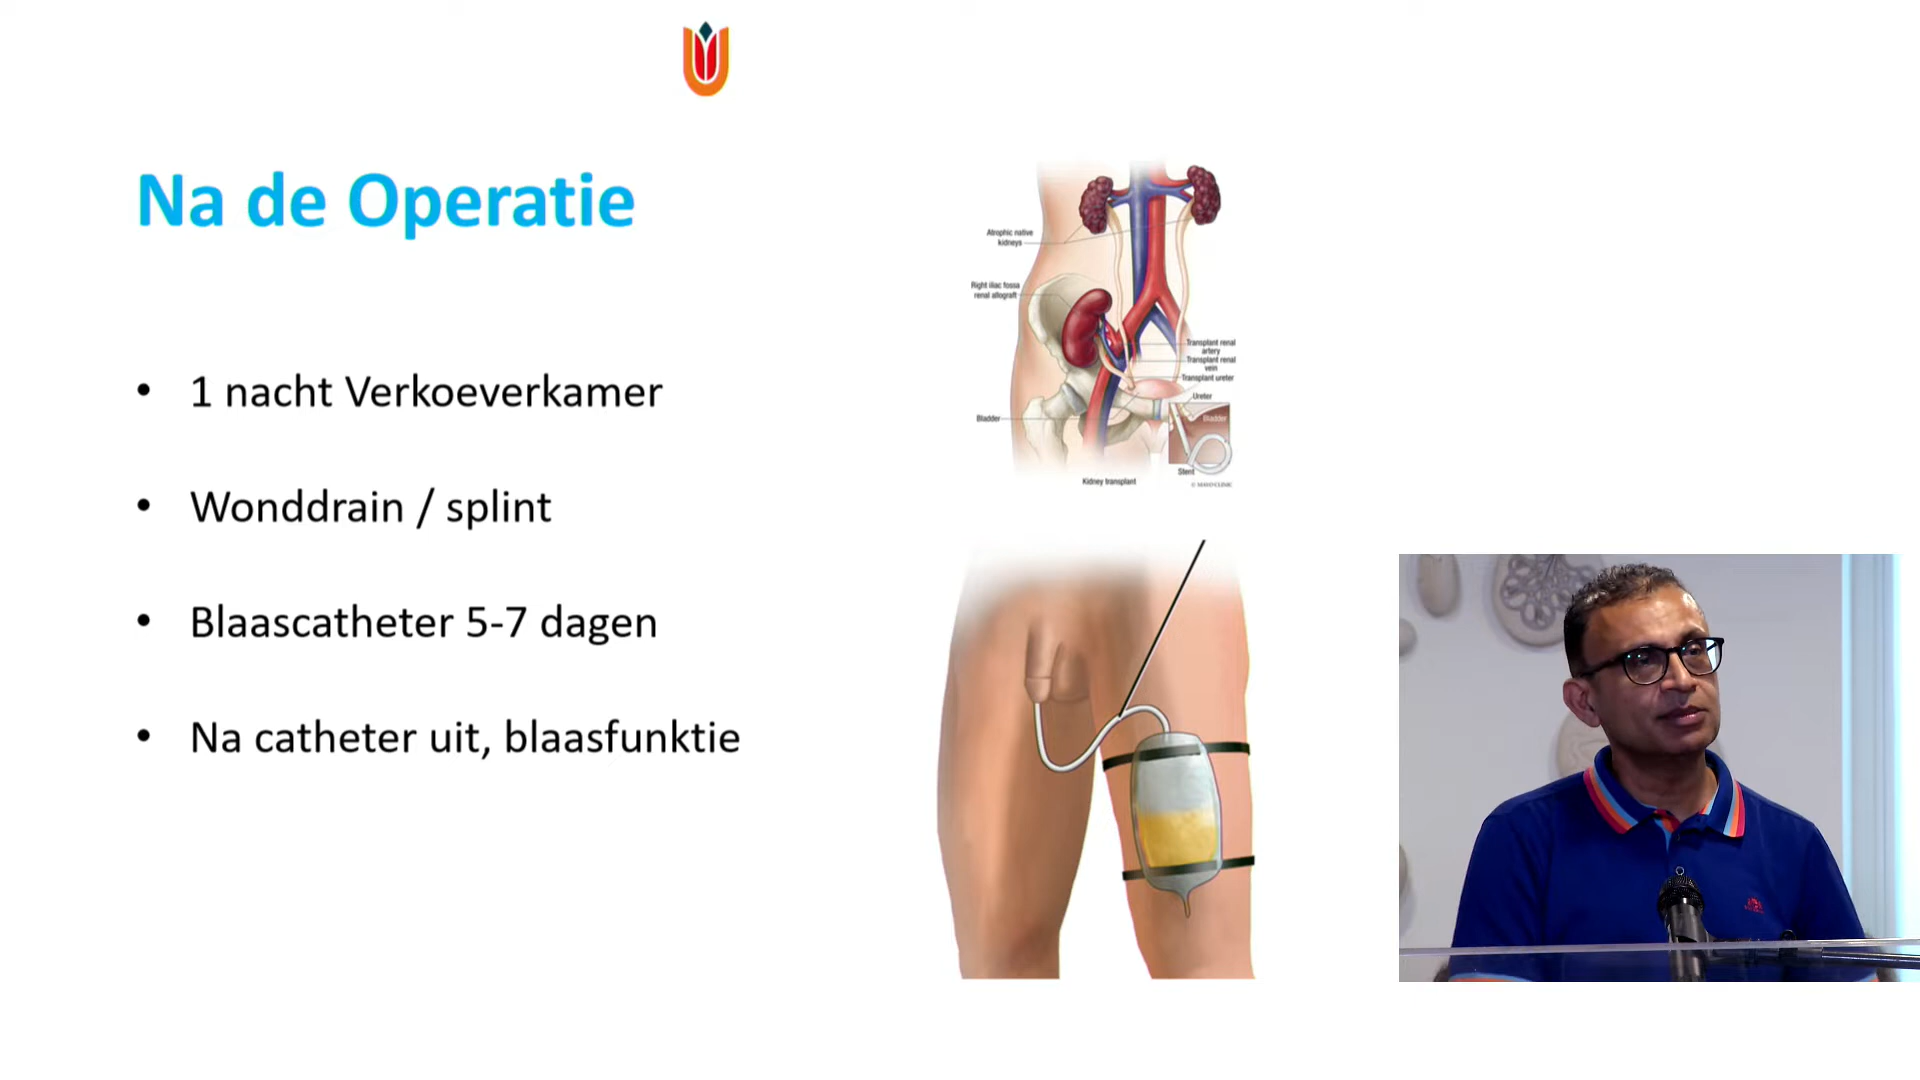 Na de Operatie
• 1 nacht Verkoeverkamer
• Wonddrain / splint
• Blaascatheter 5-7 dagen
• Na catheter uit, blaasfunktie
Atrophic native
kidneys
Right iliac fossa
renal allograft
Transplant renal
artery
Transplant renal
vein
Transplant ureter
Ureter
Bladder
Bladder
Stent
Kidney transplant
© MAYO CLINIC